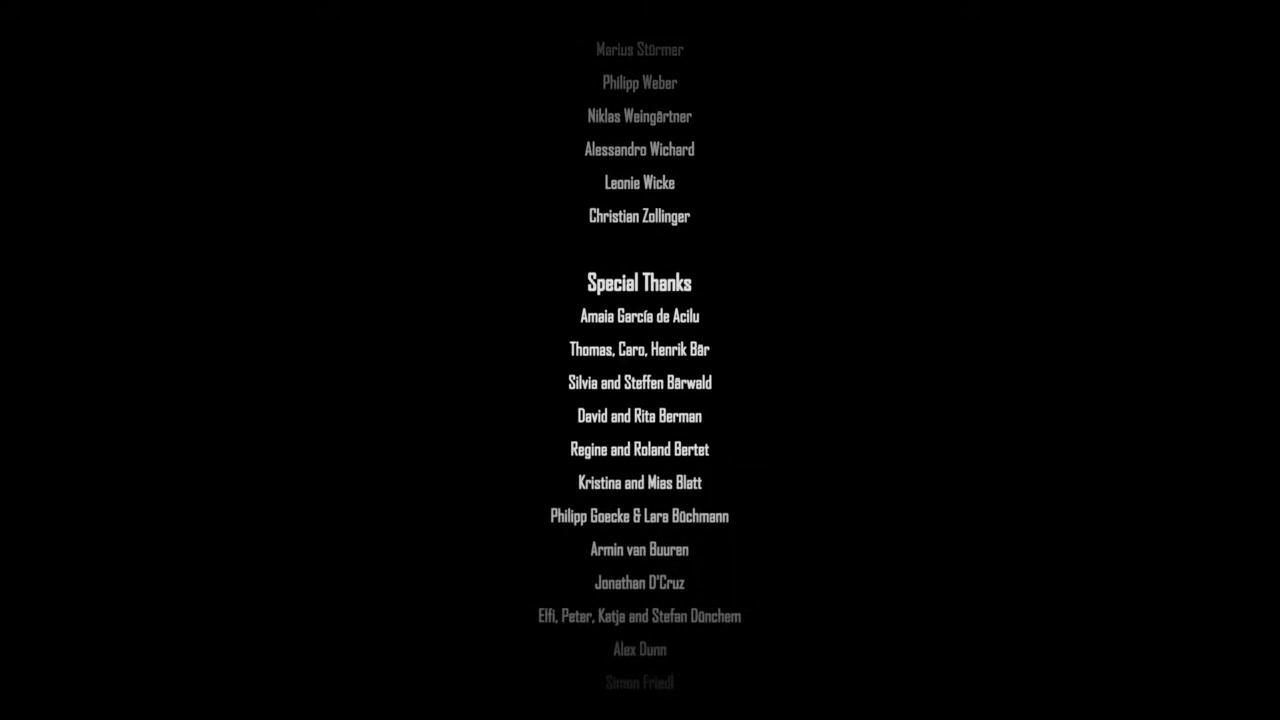 Marius Stürmer
Philipp Weber
Niklas Weingärtner
Alessandro Wichard
Leonie Wicke
Christian Zollinger
Special Thanks
Amaia García de Acilu
Thomas, Caro, Henrik Bär
Silvia and Steffen Bärwald
David and Rita Berman
Regine and Roland Bertet
Kristina and Mias Blatt
Philipp Goecke & Lara Büchmann
Armin van Buuren
Jonathan D'Cruz
Elfi, Peter, Katja and Stefan Dünchem
Alex Dunn
Simon Friedl